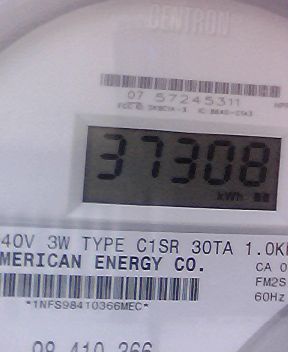 CENTRON
07 57245311
37308
kWh
40V 3W TYPE C1SR 30TA 1.0K
MERICAN ENERGY CO.
CA 0
FM2S
60Hz
*1NFS98410366MEC*
98 410 366